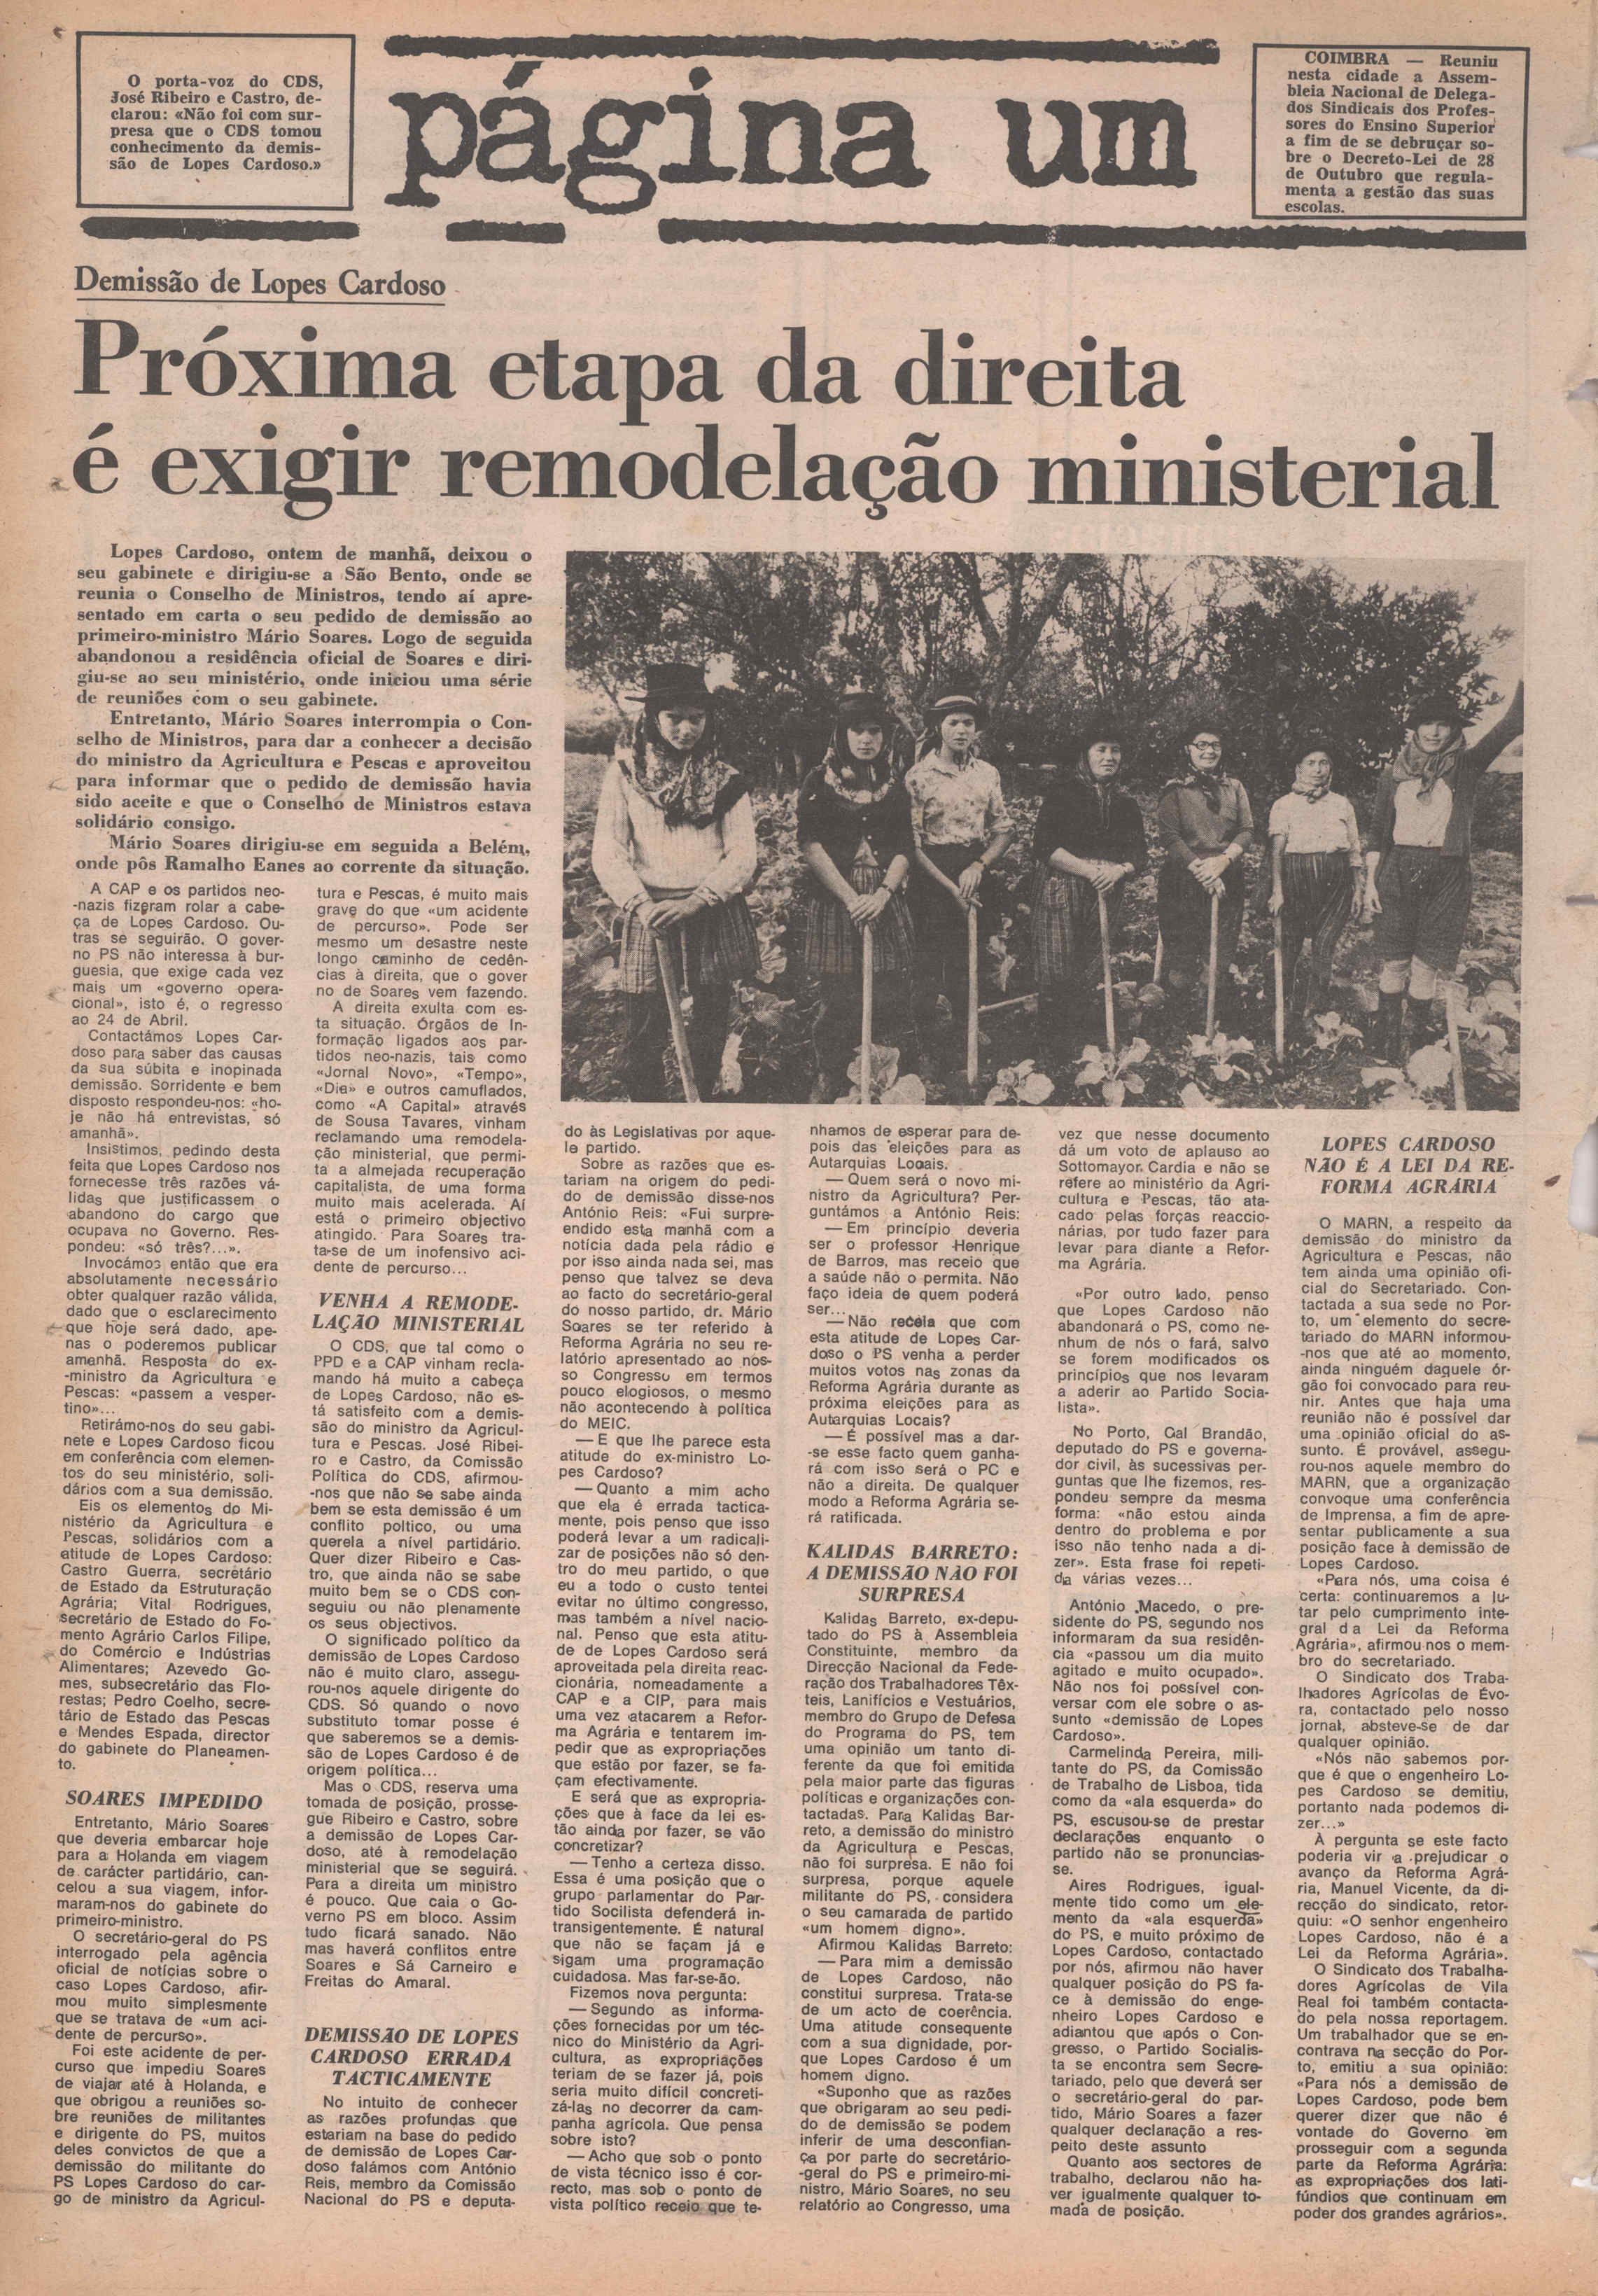 O porta-voz do CDS,
José Ribeiro e Castro, de-
clarou: «Não foi com sur-
presa que o CDS tomou
conhecimento da demis-
são de Lopes Cardoso.»
página um
COIMBRA — Reuniu
nesta cidade a Assem-
bleia Nacional de Delega-
dos Sindicais dos Profes-
sores do Ensino Superior
a fim de se debruçar so-
bre o Decreto-Lei de 28
de Outubro que regula-
menta a gestão das suas
escolas.
Demissão de Lopes Cardoso
Próxima etapa da direita
é exigir remodelação ministerial
Lopes Cardoso, ontem de manhã, deixou o
seu gabinete e dirigiu-se a São Bento, onde se
reunia o Conselho de Ministros, tendo aí apre-
sentado em carta o seu pedido de demissão ao
primeiro-ministro Mário Soares. Logo de seguida
abandonou a residência oficial de Soares e diri-
giu-se ao seu ministério, onde iniciou uma série
de reuniões com o seu gabinete.
Entretanto, Mário Soares interrompia o Con-
selho de Ministros, para dar a conhecer a decisão
do ministro da Agricultura e Pescas e aproveitou
para informar que o pedido de demissão havia
sido aceite e que o Conselho de Ministros estava
solidário consigo.
Mário Soares dirigiu-se em seguida a Belém,
onde pôs Ramalho Eanes ao corrente da situação.
A CAP e os partidos neo-
-nazis fizeram rolar a cabe-
ça de Lopes Cardoso. Ou-
tras se seguirão. O gover-
no PS não interessa à bur-
guesia, que exige cada vez
mais um «governo opera-
cional», isto é, o regresso
ao 24 de Abril.
Contactámos Lopes Car-
doso para saber das causas
da sua súbita e inopinada
demissão. Sorridente e bem
disposto respondeu-nos: «ho-
je não há entrevistas, só
amanhã».
Insistimos, pedindo desta
feita que Lopes Cardoso nos
fornecesse três razões vá-
lidas que justificassem o
abandono do cargo que
ocupava no Governo. Res-
pondeu: «só três?...».
Invocámos então que era
absolutamente necessário
obter qualquer razão válida,
dado que o esclarecimento
que hoje será dado, ape-
nas o poderemos publicar
amanhã. Resposta do ex-
-ministro da Agricultura e
Pescas: «passem a vesper-
tino»...
Retirámo-nos do seu gabi-
nete e Lopes Cardoso ficou
em conferência com elemen-
tos do seu ministério, soli-
dários com a sua demissão.
Eis os elementos do Mi-
nistério da Agricultura e
Pescas, solidários com a
atitude de Lopes Cardoso:
Castro Guerra, secretário
de Estado da Estruturação
Agrária; Vital Rodrigues,
secretário de Estado do Fo-
mento Agrário Carlos Filipe,
do Comércio e Indústrias
Alimentares; Azevedo Go-
mes, subsecretário das Flo-
restas; Pedro Coelho, secre-
tário de Estado das Pescas
e Mendes Espada, director
do gabinete do Planeamen-
to.
SOARES IMPEDIDO
Entretanto, Mário Soares
que deveria embarcar hoje
para a Holanda em viagem
de carácter partidário, can-
celou a sua viagem, infor-
maram-nos do gabinete do
primeiro-ministro.
O secretário-geral do PS
interrogado pela agência
oficial de notícias sobre o
caso Lopes Cardoso, afir-
mou muito simplesmente
que se tratava de «um aci-
dente de percurso».
Foi este acidente de per-
curso que impediu Soares
de viajar até à Holanda, e
que obrigou a reuniões so-
bre reuniões de militantes
e dirigente do PS, muitos
deles convictos de que a
demissão do militante do
PS Lopes Cardoso do car-
go de ministro da Agricul-
tura e Pescas, é muito mais
grave do que «um acidente
de percurso». Pode ser
mesmo um desastre neste
longo caminho de cedên-
cias à direita, que o gover
no de Soares vem fazendo.
A direita exulta com es-
ta situação. Órgãos de In-
formação ligados aos par-
tidos neo-nazis, tais como
«Jornal Novo», «Tempo»,
«Dia» e outros camuflados,
como «A Capital» através
de Sousa Tavares, vinham
reclamando uma remodela-
ção ministerial, que permi-
ta a almejada recuperação
capitalista, de uma forma
muito mais acelerada. Aí
está o primeiro objectivo
atingido. Para Soares tra-
ta-se de um inofensivo aci-
dente de percurso...
VENHA A REMODE-
LAÇÃO MINISTERIAL
O CDS, que tal como o
PPD e a CAP vinham recla-
mando há muito a cabeça
de Lopes Cardoso, não es-
tá satisfeito com a demis-
são do ministro da Agricul-
tura e Pescas. José Ribei-
ro e Castro, da Comissão
Política do CDS, afirmou-
-nos que não se sabe ainda
bem se esta demissão é um
conflito poltico, ou uma
querela a nível partidário.
Quer dizer Ribeiro e Cas-
tro, que ainda não se sabe
muito bem se o CDS con-
seguiu ou não plenamente
os seus objectivos.
O significado político da
demissão de Lopes Cardoso
não é muito claro, assegu-
rou-nos aquele dirigente do
CDS. Só quando o novo
substituto tomar posse é
que saberemos se a demis-
são de Lopes Cardoso é de
origem política...
Mas o CDS, reserva uma
tomada de posição, prosse-
gue Ribeiro e Castro, sobre
a demissão de Lopes Car-
doso, até à remodelação
ministerial que se seguirá.
Para a direita um ministro
é pouco. Que caia o Go-
verno PS em bloco. Assim
tudo ficará sanado. Não
mas haverá conflitos entre
Soares e Sá Carneiro e
Freitas do Amaral.
DEMISSÃO DE LOPES
CARDOSO ERRADA
TACTICAMENTE
No intuito de conhecer
as razões profundas que
estariam na base do pedido
de demissão de Lopes Car-
doso falámos com António
Reis, membro da Comissão
Nacional do PS e deputa-
do às Legislativas por aque-
le partido.
Sobre as razões que es-
tariam na origem do pedi-
do de demissão disse-nos
António Reis: «Fui surpre-
endido esta manhã com a
notícia dada pela rádio e
por isso ainda nada sei, mas
penso que talvez se deva
ao facto do secretário-geral
do nosso partido, dr. Mário
Soares se ter referido à
Reforma Agrária no seu re-
latório apresentado ao nos-
so Congresso em termos
pouco elogiosos, o mesmo
não acontecendo à política
do MEIC.
— E que lhe parece esta
atitude do ex-ministro Lo-
pes Cardoso?
— Quanto a mim acho
que ela é errada tactica-
mente, pois penso que isso
poderá levar a um radicali-
zar de posições não só den-
tro do meu partido, o que
eu a todo o custo tentei
evitar no último congresso,
mas também a nível nacio-
nal. Penso que esta atitu-
de de Lopes Cardoso será
aproveitada pela direita reac-
cionária, nomeadamente a
CAP e a CIP, para mais
uma vez atacarem a Refor-
ma Agrária e tentarem im-
pedir que as expropriações
que estão por fazer, se fa-
çam efectivamente.
E será que as expropria-
ções que à face da lei es-
tão ainda por fazer, se vão
concretizar?
— Tenho a certeza disso.
Essa é uma posição que o
grupo parlamentar do Par-
tido Socilista defenderá in-
transigentemente. É natural
que não se façam já e
sigam uma programação
cuidadosa. Mas far-se-ão.
Fizemos nova pergunta:
— Segundo as informa-
ções fornecidas por um téc-
nico do Ministério da Agri-
cultura, as expropriações
teriam de se fazer já, pois
seria muito difícil concreti-
zá-las no decorrer da cam-
panha agrícola. Que pensa
sobre isto?
— Acho que sob o ponto
de vista técnico isso é cor-
recto, mas sob o ponto de
vista político receio que te-
nhamos de esperar para de-
pois das eleições para as
Autarquias Locais.
— Quem será o novo mi-
nistro da Agricultura? Per-
guntámos a António Reis:
— Em princípio deveria
ser o professor Henrique
de Barros, mas receio que
a saúde não o permita. Não
faço ideia de quem poderá
ser...
— Não receia que com
esta atitude de Lopes Car-
doso o PS venha a perder
muitos votos nas zonas da
Reforma Agrária durante as
próxima eleições para as
Autarquias Locais?
— É possível mas a dar-
-se esse facto quem ganha-
rá com isso será o PC e
não a direita. De qualquer
modo a Reforma Agrária se-
rá ratificada.
KALIDAS BARRETO:
A DEMISSÃO NÃO FOI
SURPRESA
Kalidas Barreto, ex-depu-
tado do PS à Assembleia
Constituinte, membro da
Direcção Nacional da Fede-
ração dos Trabalhadores Têx-
teis, Lanifícios e Vestuários,
membro do Grupo de Defesa
do Programa do PS, tem
uma opinião um tanto di-
ferente da que foi emitida
pela maior parte das figuras
políticas e organizações con-
tactadas. Para Kalidas Bar-
reto, a demissão do ministro
da Agricultura e Pescas,
não foi surpresa. E não foi
surpresa, porque aquele
militante do PS, considera
o seu camarada de partido
«um homem digno».
Afirmou Kalidas Barreto:
— Para mim a demissão
de Lopes Cardoso, não
constitui surpresa. Trata-se
de um acto de coerência.
Uma atitude consequente
com a sua dignidade, por-
que Lopes Cardoso é um
homem digno.
«Suponho que as razões
que obrigaram ao seu pedi-
do de demissão se podem
inferir de uma desconfian-
ça por parte do secretário-
-geral do PS e primeiro-mi-
nistro, Mário Soares, no seu
relatório ao Congresso, uma
vez que nesse documento
dá um voto de aplauso ao
Sottomayor Cardia e não se
refere ao ministério da Agri-
cultura e Pescas, tão ata-
cado pelas forças reaccio-
nárias, por tudo fazer para
levar para diante a Refor-
ma Agrária.
«Por outro lado, penso
que Lopes Cardoso não
abandonará o PS, como ne-
nhum de nós o fará, salvo
se forem modificados os
princípios que nos levaram
a aderir ao Partido Socia-
lista».
No Porto, Cal Brandão,
deputado do PS e governa-
dor civil, às sucessivas per-
guntas que lhe fizemos, res-
pondeu sempre da mesma
forma: «não estou ainda
dentro do problema e por
isso não tenho nada a di-
zer». Esta frase foi repeti-
da várias vezes...
António Macedo, o pre-
sidente do PS, segundo nos
informaram da sua residên-
cia «passou um dia muito
agitado e muito ocupado».
Não nos foi possível con-
versar com ele sobre o as-
sunto «demissão de Lopes
Cardoso».
Carmelinda Pereira, mili-
tante do PS, da Comissão
de Trabalho de Lisboa, tida
como da «ala esquerda» do
PS, escusou-se de prestar
declarações enquanto o
partido não se pronuncias-
se.
Aires Rodrigues, igual-
mente tido como um ele-
mento da «ala esquerda»
do PS, e muito próximo de
Lopes Cardoso, contactado
por nós, afirmou não haver
qualquer posição do PS fa-
ce à demissão do enge-
nheiro Lopes Cardoso e
adiantou que após o Con-
gresso, o Partido Socialis-
ta se encontra sem Secre-
tariado, pelo que deverá ser
o secretário-geral do par-
tido, Mário Soares a fazer
qualquer declaração a res-
peito deste assunto
Quanto aos sectores de
trabalho, declarou não ha-
ver igualmente qualquer to-
mada de posição.
LOPES CARDOSO
NÃO É A LEI DA RE-
FORMA AGRÁRIA
O MARN, a respeito da
demissão do ministro da
Agricultura e Pescas, não
tem ainda uma opinião ofi-
cial do Secretariado. Con-
tactada a sua sede no Por-
to, um elemento do secre-
tariado do MARN informou-
-nos que até ao momento,
ainda ninguém daquele ór-
gão foi convocado para reu-
nir. Antes que haja uma
reunião não é possível dar
uma opinião oficial do as-
sunto. É provável, assegu-
rou-nos aquele membro do
MARN, que a organização
convoque uma conferência
de Imprensa, a fim de apre-
sentar publicamente a sua
posição face à demissão de
Lopes Cardoso.
«Para nós, uma coisa é
certa: continuaremos a lu-
tar pelo cumprimento inte-
gral da Lei da Reforma
Agrária», afirmou nos o mem-
bro do secretariado.
O Sindicato dos Traba-
lhadores Agrícolas de Évo-
ra, contactado pelo nosso
jornal, absteve-se de dar
qualquer opinião.
«Nós não sabemos por-
que é que o engenheiro Lo-
pes Cardoso se demitiu,
portanto nada podemos di-
zer...»
À pergunta se este facto
poderia vir a prejudicar o
avanço da Reforma Agrá-
ria, Manuel Vicente, da di-
recção do sindicato, retor-
quiu: «O senhor engenheiro
Lopes Cardoso, não é a
Lei da Reforma Agrária».
O Sindicato dos Trabalha-
dores Agrícolas de Vila
Real foi também contacta-
do pela nossa reportagem.
Um trabalhador que se en-
contrava na secção do Por-
to, emitiu a sua opinião:
«Para nós a demissão de
Lopes Cardoso, pode bem
querer dizer que não é
vontade do Governo em
prosseguir com a segunda
parte da Reforma Agrária:
as expropriações dos lati-
fúndios que continuam em
poder dos grandes agrários».